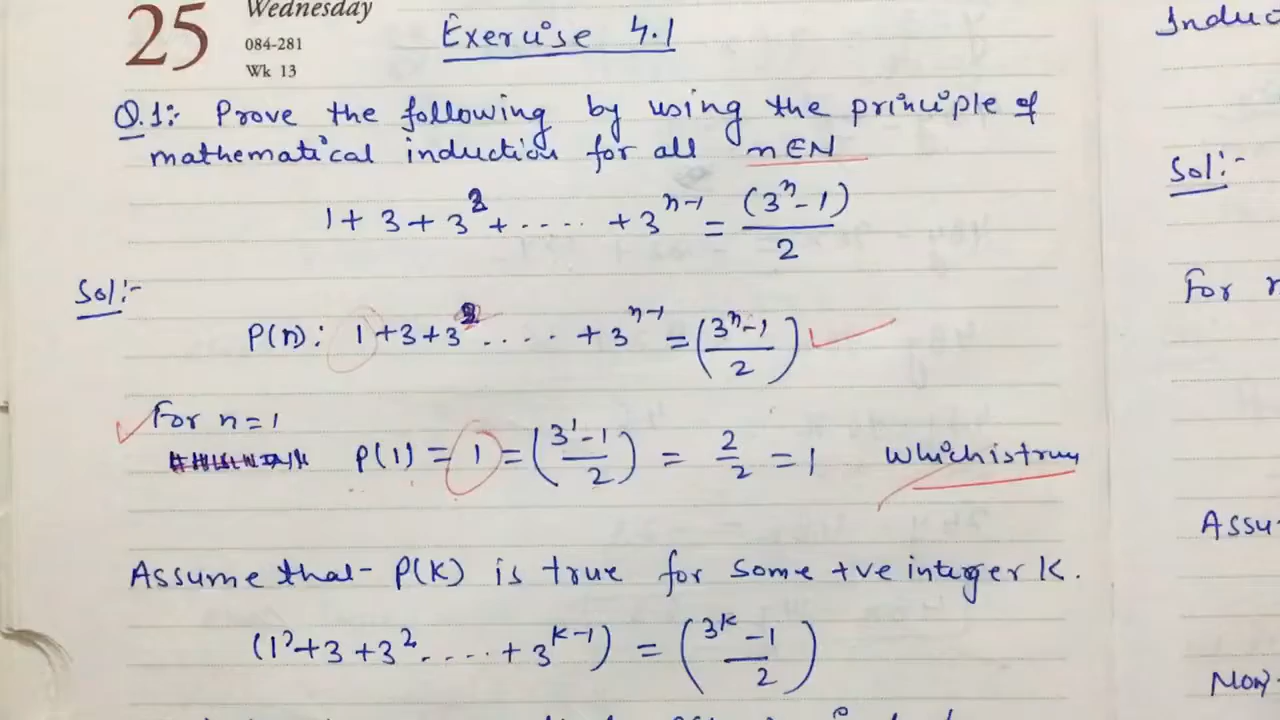 25 Wednesday
084-281
Wk 13
Exercise 4.1
Q.1:- Prove the following by using the principle of
mathematical induction for all n∈N
1 + 3 + 3² + ..... + 3ⁿ⁻¹ = (3ⁿ-1)/2
Sol:-
P(n): 1 + 3 + 3² .... + 3ⁿ⁻¹ = (3ⁿ-1/2)
For n = 1
P(1) = 1 = (3¹-1/2) = 2/2 = 1 which is true
Assume that P(K) is true for some +ve integer K.
(1 + 3 + 3² ..... + 3ᵏ⁻¹) = (3ᵏ-1/2)
Sol:-
For